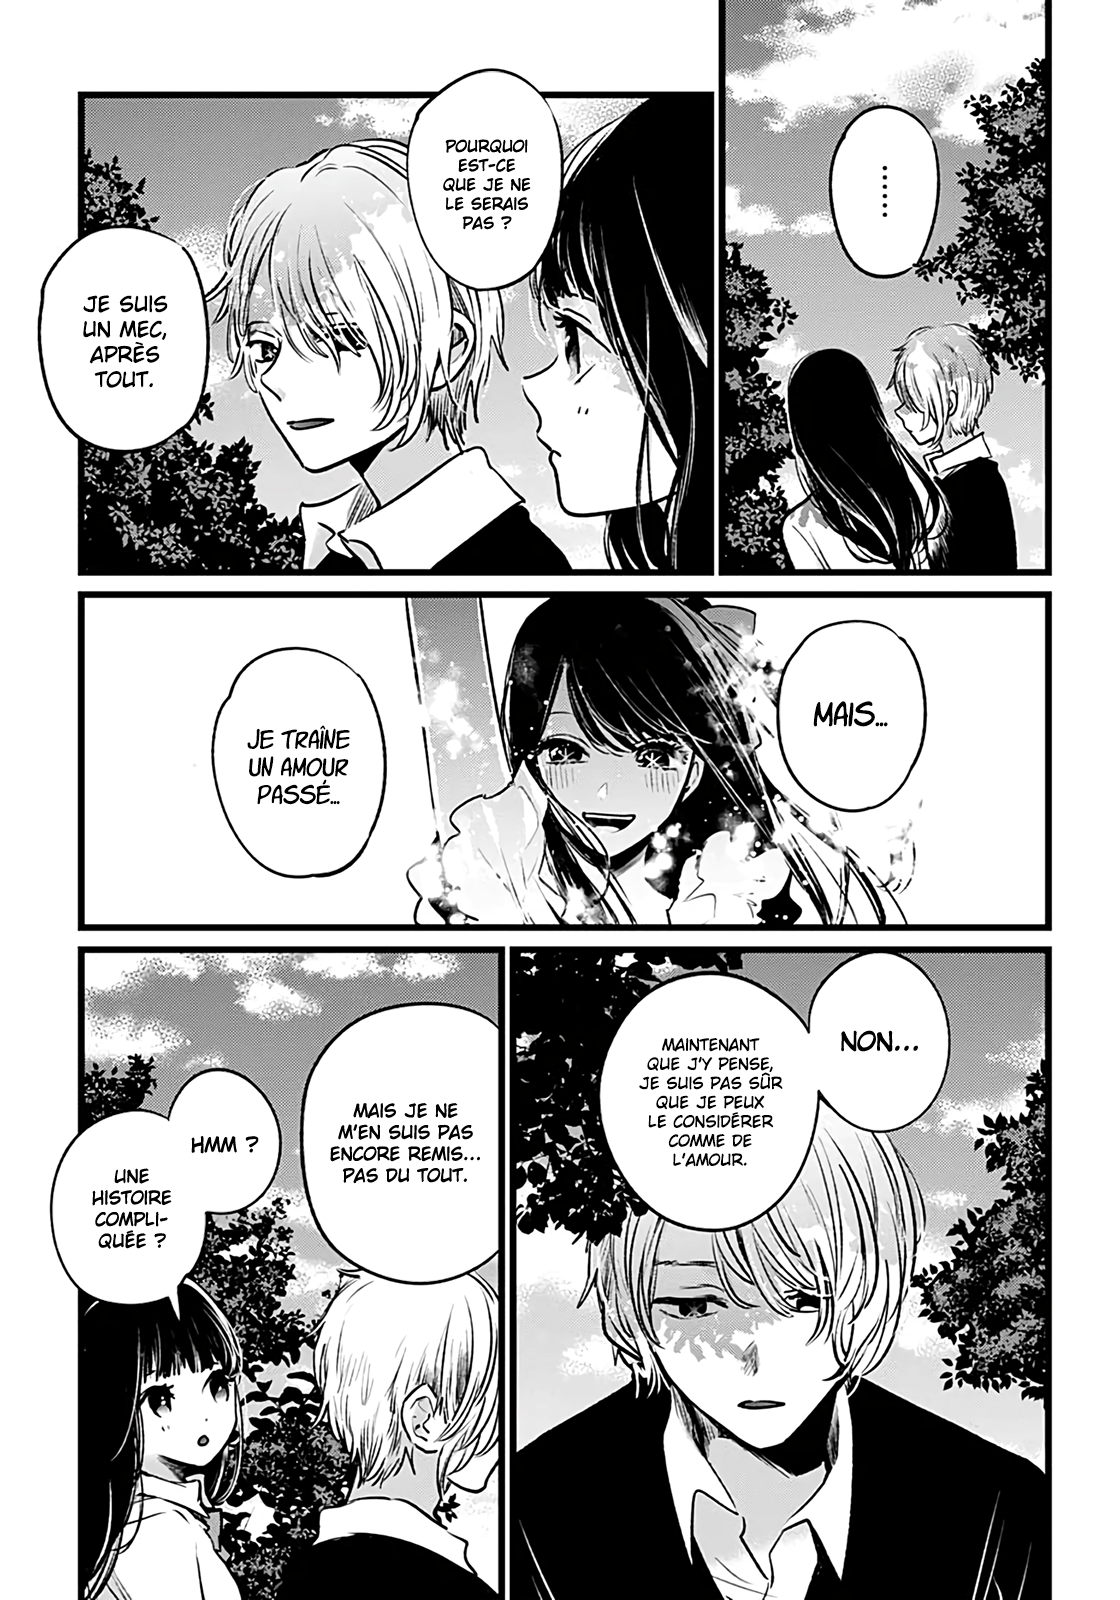 .......
POURQUOI
EST-CE
QUE JE NE
LE SERAIS
PAS ?
JE SUIS
UN MEC,
APRÈS
TOUT.
MAIS...
JE TRAÎNE
UN AMOUR
PASSÉ...
NON...
MAINTENANT
QUE J'Y PENSE,
JE SUIS PAS SÛR
QUE JE PEUX
LE CONSIDÉRER
COMME DE
L'AMOUR.
MAIS JE NE
M'EN SUIS PAS
ENCORE REMIS...
PAS DU TOUT.
HMM ?
UNE
HISTOIRE
COMPLI-
QUÉE ?